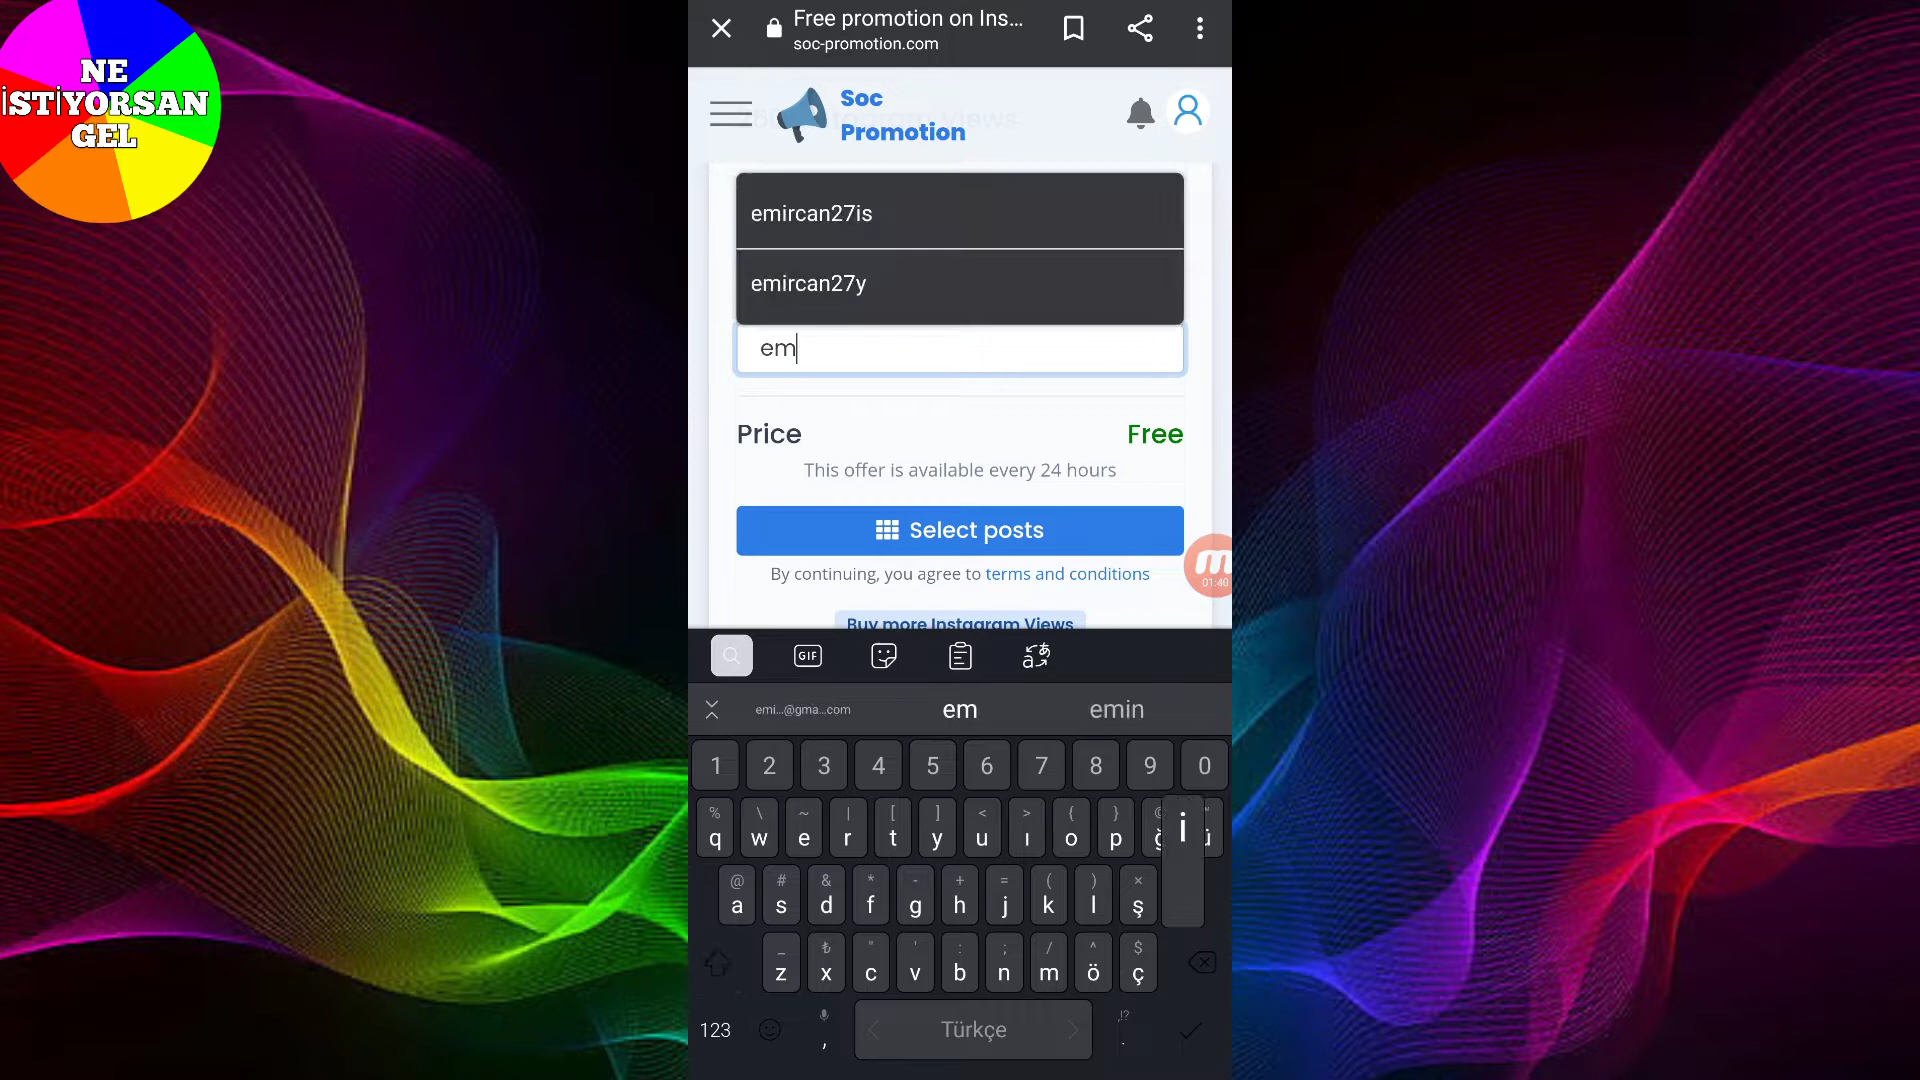 NE
İSTİYORSAN
GEL
Free promotion on Ins...
soc-promotion.com
Soc
Promotion
emircan27is
emircan27y
em
Price Free
This offer is available every 24 hours
Select posts
By continuing, you agree to terms and conditions
Buy more Instagram Views
01:40
GIF
emi...@gma...com em emin
1 2 3 4 5 6 7 8 9 0
% \ ~ | [ ] < > { }
q w e r t y u ı o p ğ ü
@ # & * - + = ( ) ×
a s d f g h j k l ş i
_ ₺ " ' : ; / ^ $
z x c v b n m ö ç
123 , Türkçe !? .